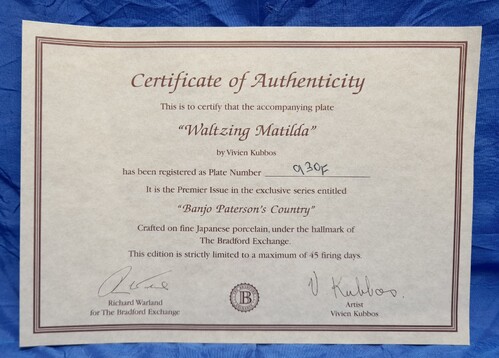 Certificate of Authenticity
This is to certify that the accompanying plate
"Waltzing Matilda"
by Vivien Kubbos
has been registered as Plate Number 930F
It is the Premier Issue in the exclusive series entitled
"Banjo Paterson's Country"
Crafted on fine Japanese porcelain, under the hallmark of
The Bradford Exchange.
This edition is strictly limited to a maximum of 45 firing days.
V Kubbos.
Richard Warland
for The Bradford Exchange
B
Artist
Vivien Kubbos